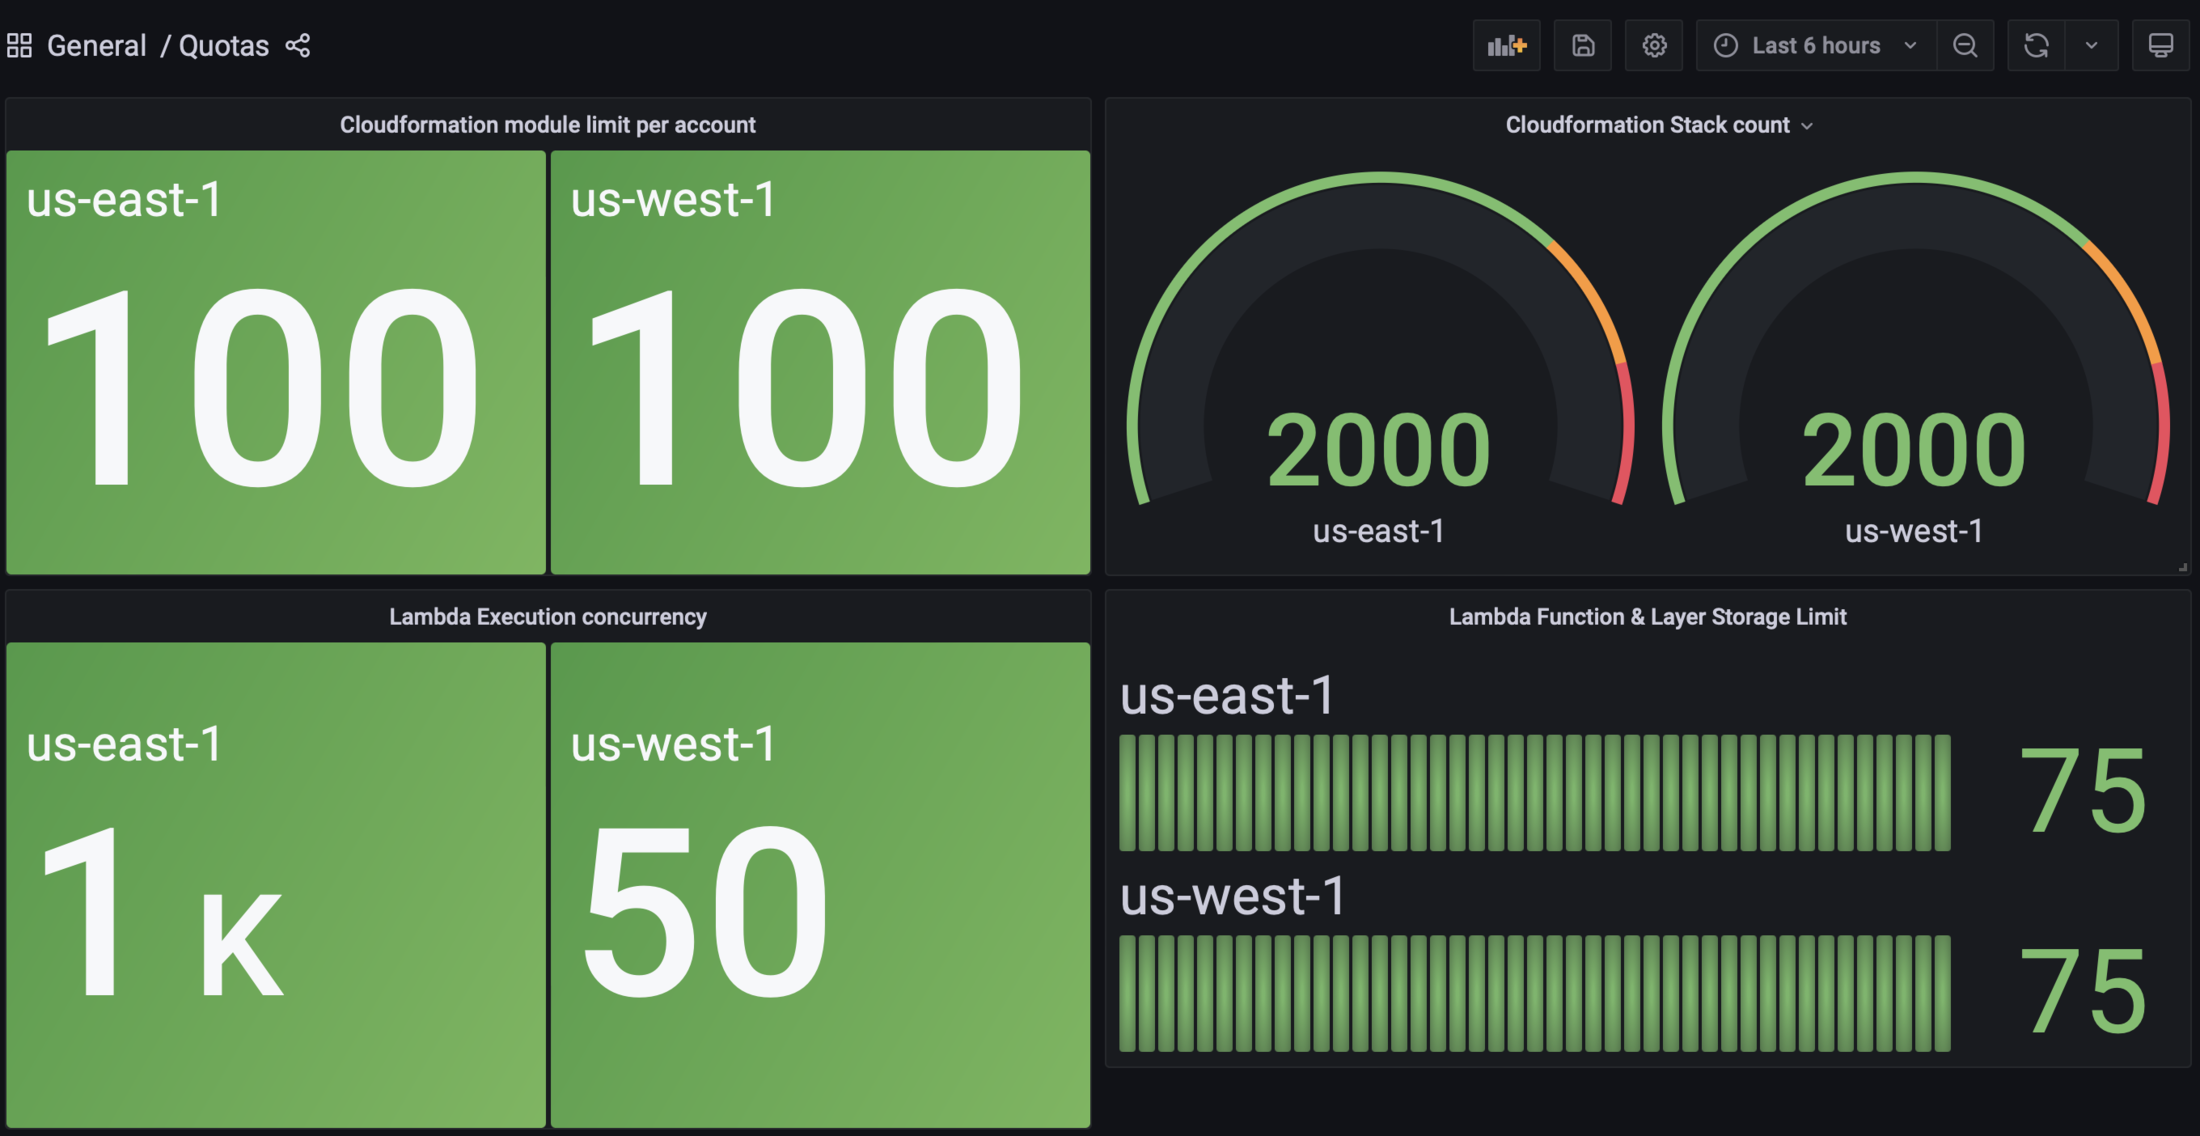 General / Quotas
Last 6 hours
Cloudformation module limit per account
us-east-1
100
us-west-1
100
Cloudformation Stack count
2000
us-east-1
2000
us-west-1
Lambda Execution concurrency
us-east-1
1 K
us-west-1
50
Lambda Function & Layer Storage Limit
us-east-1
75
us-west-1
75